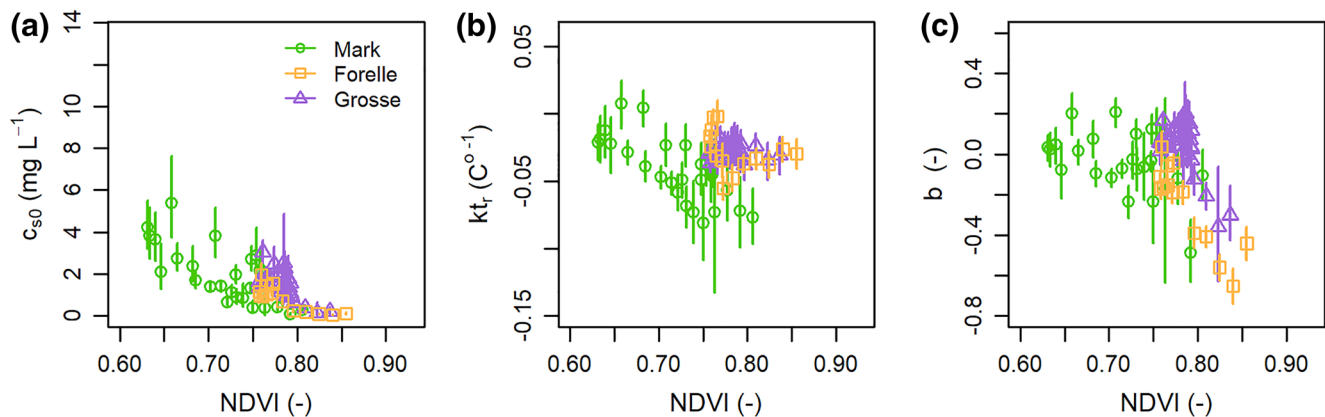 (a)
c_s0 (mg L⁻¹)
14
12
10
8
6
4
2
0
Mark
Forelle
Grosse
0.60 0.70 0.80 0.90
NDVI (-)
(b)
kt_r (C^o -1)
0.05
-0.05
-0.15
0.60 0.70 0.80 0.90
NDVI (-)
(c)
b (-)
0.4
0.0
-0.4
-0.8
0.60 0.70 0.80 0.90
NDVI (-)